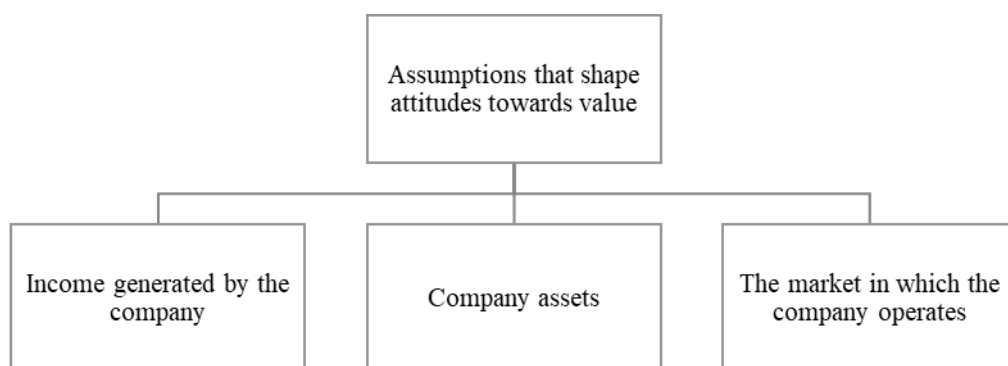 Assumptions that shape
attitudes towards value
Income generated by the
company
Company assets
The market in which the
company operates